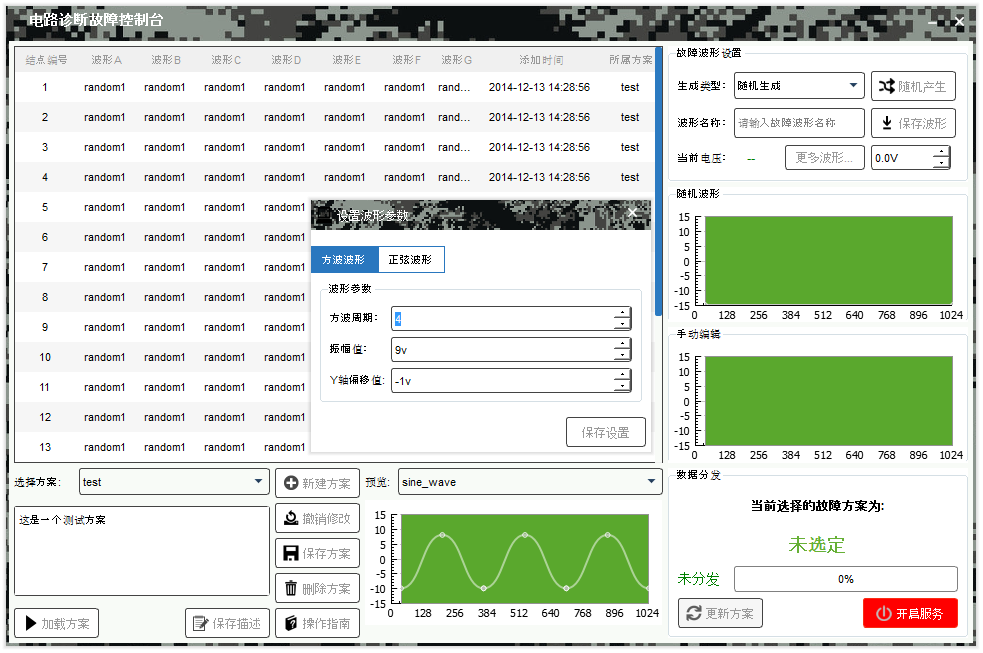 电路诊断故障控制台
结点编号 波形A 波形B 波形C 波形D 波形E 波形F 波形G 添加时间 所属方案
1 random1 random1 random1 random1 random1 random1 rand... 2014-12-13 14:28:56 test
2 random1 random1 random1 random1 random1 random1 rand... 2014-12-13 14:28:56 test
3 random1 random1 random1 random1 random1 random1 rand... 2014-12-13 14:28:56 test
4 random1 random1 random1 random1 random1 random1 rand... 2014-12-13 14:28:56 test
5 random1 random1 random1 random1
6 random1 random1 random1 random1
7 random1 random1 random1 random1
8 random1 random1 random1 random1
9 random1 random1 random1 random1
10 random1 random1 random1 random1
11 random1 random1 random1 random1
12 random1 random1 random1 random1
13 random1 random1 random1 random1
设置波形参数
方波波形 正弦波形
波形参数
方波周期: 4
振幅值: 9v
Y轴偏移值: -1v
保存设置
选择方案: test
这是一个测试方案
加载方案 保存描述
新建方案
撤销修改
保存方案
删除方案
操作指南
预览: sine_wave
15
10
5
0
-5
-10
-15
0 128 256 384 512 640 768 896 1024
故障波形设置
生成类型: 随机生成 随机产生
波形名称: 请输入故障波形名称 保存波形
当前电压: -- 更多波形... 0.0V
随机波形
15
10
5
0
-5
-10
-15
0 128 256 384 512 640 768 896 1024
手动编辑
15
10
5
0
-5
-10
-15
0 128 256 384 512 640 768 896 1024
数据分发
当前选择的故障方案为:
未选定
未分发 0%
更新方案 开启服务